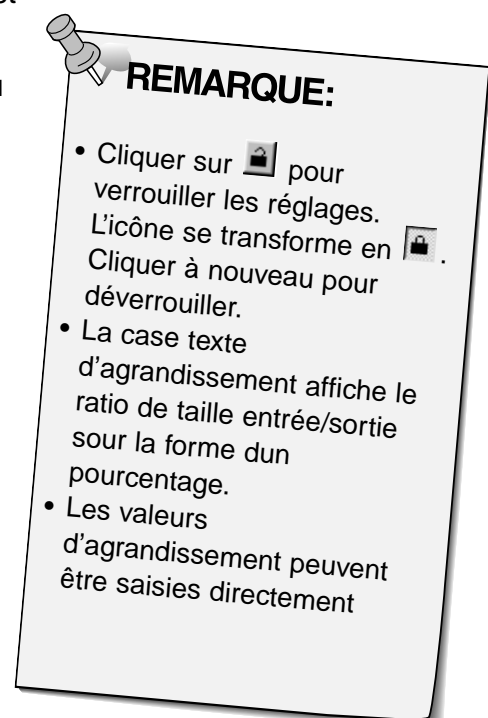 REMARQUE:
• Cliquer sur pour
verrouiller les réglages.
L'icône se transforme en .
Cliquer à nouveau pour
déverrouiller.
• La case texte
d'agrandissement affiche le
ratio de taille entrée/sortie
sour la forme dun
pourcentage.
• Les valeurs
d'agrandissement peuvent
être saisies directement